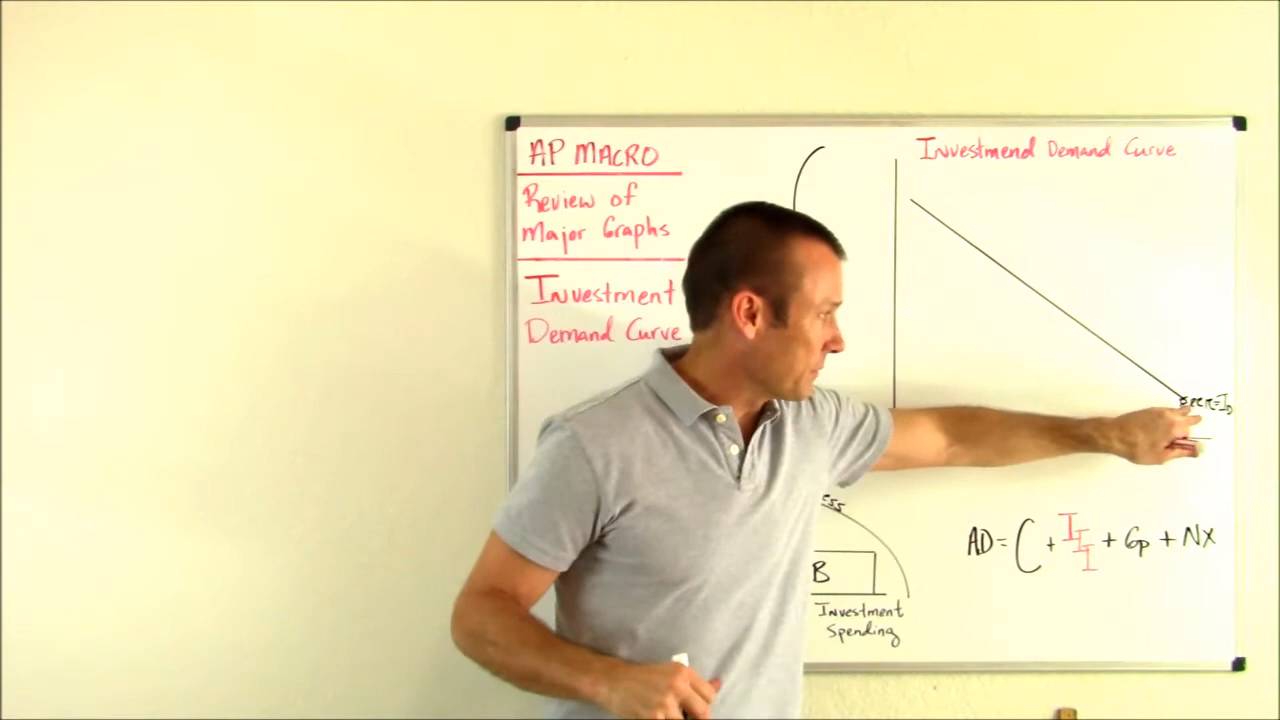 AP MACRO
Review of
Major Graphs
Investment
Demand Curve
Investmend Demand Curve
AD = C + I I I + Gp + Nx
B
Investment
Spending